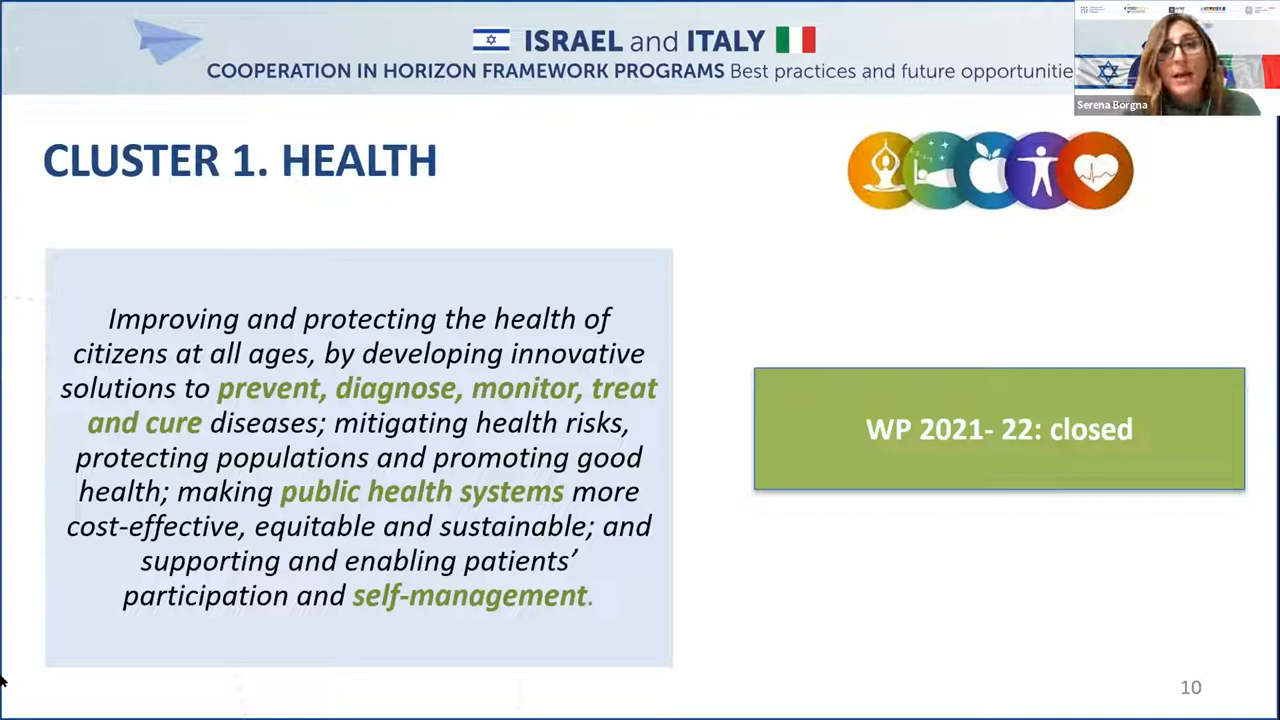 ISRAEL and ITALY
COOPERATION IN HORIZON FRAMEWORK PROGRAMS Best practices and future opportunitie
Serena Borgna
CLUSTER 1. HEALTH
Improving and protecting the health of
citizens at all ages, by developing innovative
solutions to prevent, diagnose, monitor, treat
and cure diseases; mitigating health risks,
protecting populations and promoting good
health; making public health systems more
cost-effective, equitable and sustainable; and
supporting and enabling patients’
participation and self-management.
WP 2021- 22: closed
10